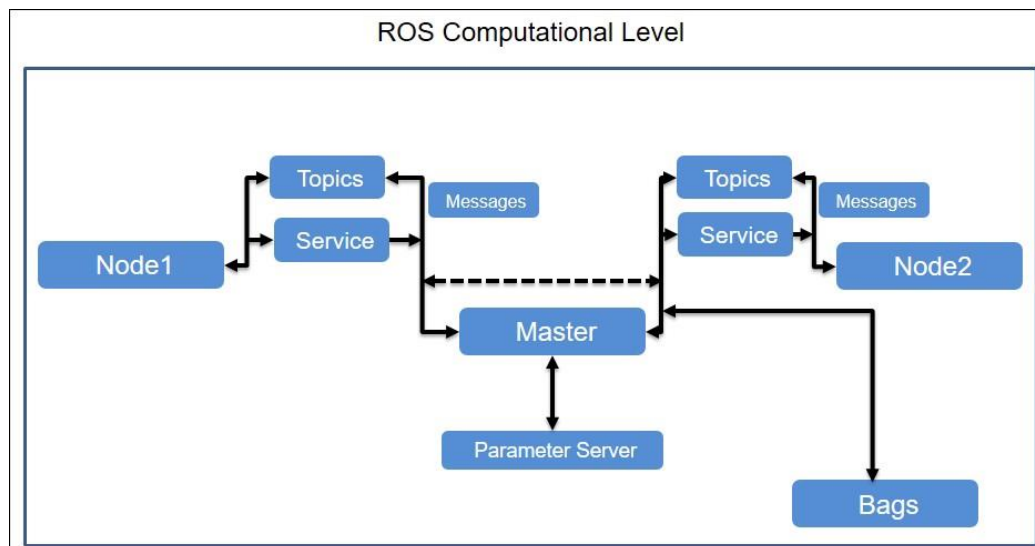 ROS Computational Level
Topics
Messages
Service
Node1
Topics
Messages
Service
Node2
Master
Parameter Server
Bags